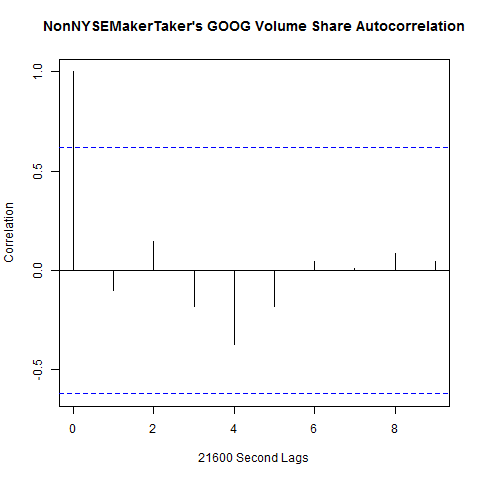 NonNYSEMakerTaker's GOOG Volume Share Autocorrelation
1.0
0.5
0.0
-0.5
Correlation
0 2 4 6 8
21600 Second Lags